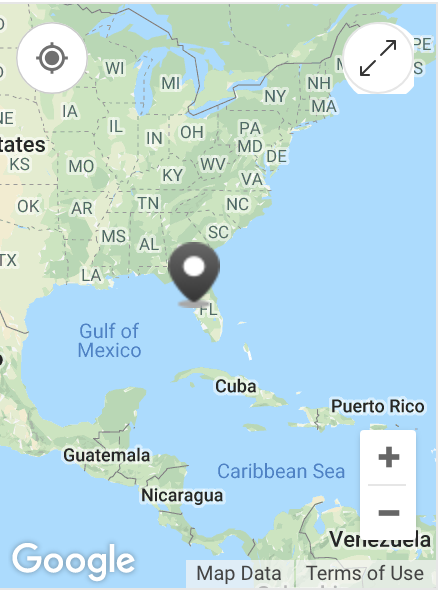 PE
WI
MI
NH
S
NY
MA
IA
NE
IL
IN
OH
PA
tates
MD
DE
KS
MO
WV
KY
VA
OK
AR
TN
NC
SC
MS
AL
TX
LA
FL
Gulf of
Mexico
Cuba
Puerto Rico
Guatemala
Caribbean Sea
Nicaragua
Venezuela
Google
Map Data
Terms of Use